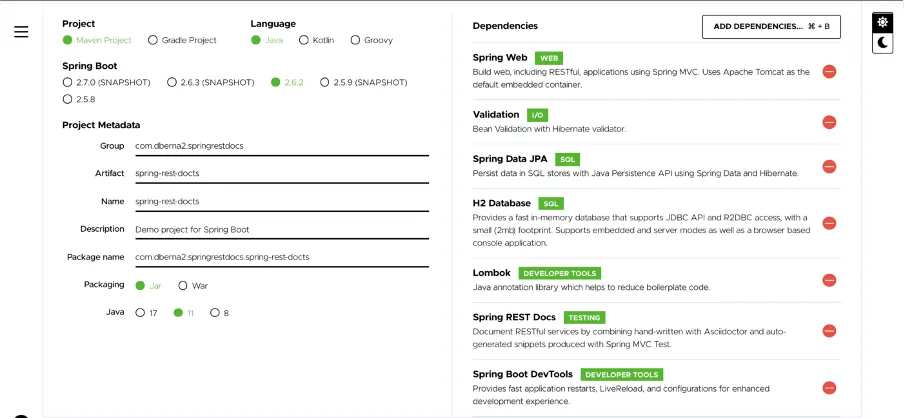 Project
Maven Project Gradle Project
Language
Java Kotlin Groovy
Spring Boot
2.7.0 (SNAPSHOT) 2.6.3 (SNAPSHOT) 2.6.2 2.5.9 (SNAPSHOT)
2.5.8
Project Metadata
Group com.dberna2.springrestdocs
Artifact spring-rest-docts
Name spring-rest-docts
Description Demo project for Spring Boot
Package name com.dberna2.springrestdocs.spring-rest-docts
Packaging Jar War
Java 17 11 8
Dependencies
ADD DEPENDENCIES... ⌘ + B
Spring Web WEB
Build web, including RESTful, applications using Spring MVC. Uses Apache Tomcat as the
default embedded container.
Validation I/O
Bean Validation with Hibernate validator.
Spring Data JPA SQL
Persist data in SQL stores with Java Persistence API using Spring Data and Hibernate.
H2 Database SQL
Provides a fast in-memory database that supports JDBC API and R2DBC access, with a
small (2mb) footprint. Supports embedded and server modes as well as a browser based
console application.
Lombok DEVELOPER TOOLS
Java annotation library which helps to reduce boilerplate code.
Spring REST Docs TESTING
Document RESTful services by combining hand-written with Asciidoctor and auto-
generated snippets produced with Spring MVC Test.
Spring Boot DevTools DEVELOPER TOOLS
Provides fast application restarts, LiveReload, and configurations for enhanced
development experience.